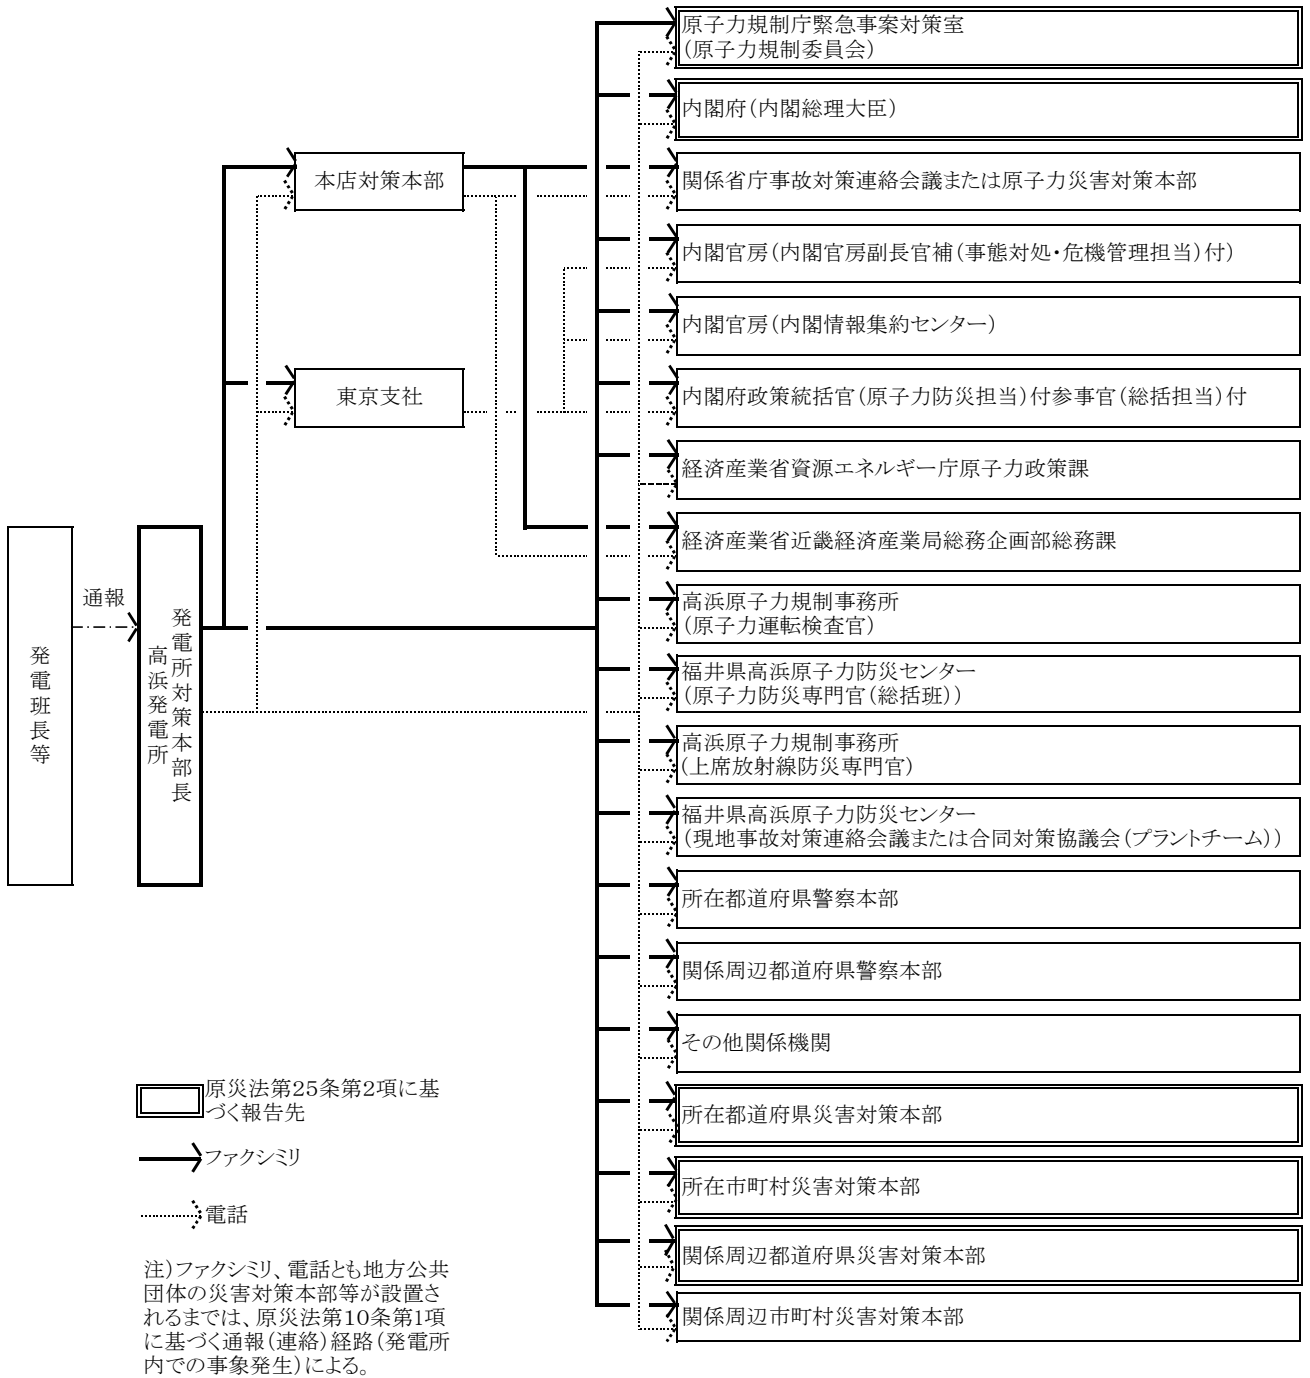 発電班長等
通報
高浜発電所
発電所対策本部長
本店対策本部
東京支社
原子力規制庁緊急事案対策室
(原子力規制委員会)
内閣府(内閣総理大臣)
関係省庁事故対策連絡会議または原子力災害対策本部
内閣官房(内閣官房副長官補(事態対処・危機管理担当)付)
内閣官房(内閣情報集約センター)
内閣府政策統括官(原子力防災担当)付参事官(総括担当)付
経済産業省資源エネルギー庁原子力政策課
経済産業省近畿経済産業局総務企画部総務課
高浜原子力規制事務所
(原子力運転検査官)
福井県高浜原子力防災センター
(原子力防災専門官(総括班))
高浜原子力規制事務所
(上席放射線防災専門官)
福井県高浜原子力防災センター
(現地事故対策連絡会議または合同対策協議会(プラントチーム))
所在都道府県警察本部
関係周辺都道府県警察本部
その他関係機関
所在都道府県災害対策本部
所在市町村災害対策本部
関係周辺都道府県災害対策本部
関係周辺市町村災害対策本部
原災法第25条第2項に基
づく報告先
ファクシミリ
電話
注)ファクシミリ、電話とも地方公共
団体の災害対策本部等が設置さ
れるまでは、原災法第10条第1項
に基づく通報(連絡)経路(発電所
内での事象発生)による。